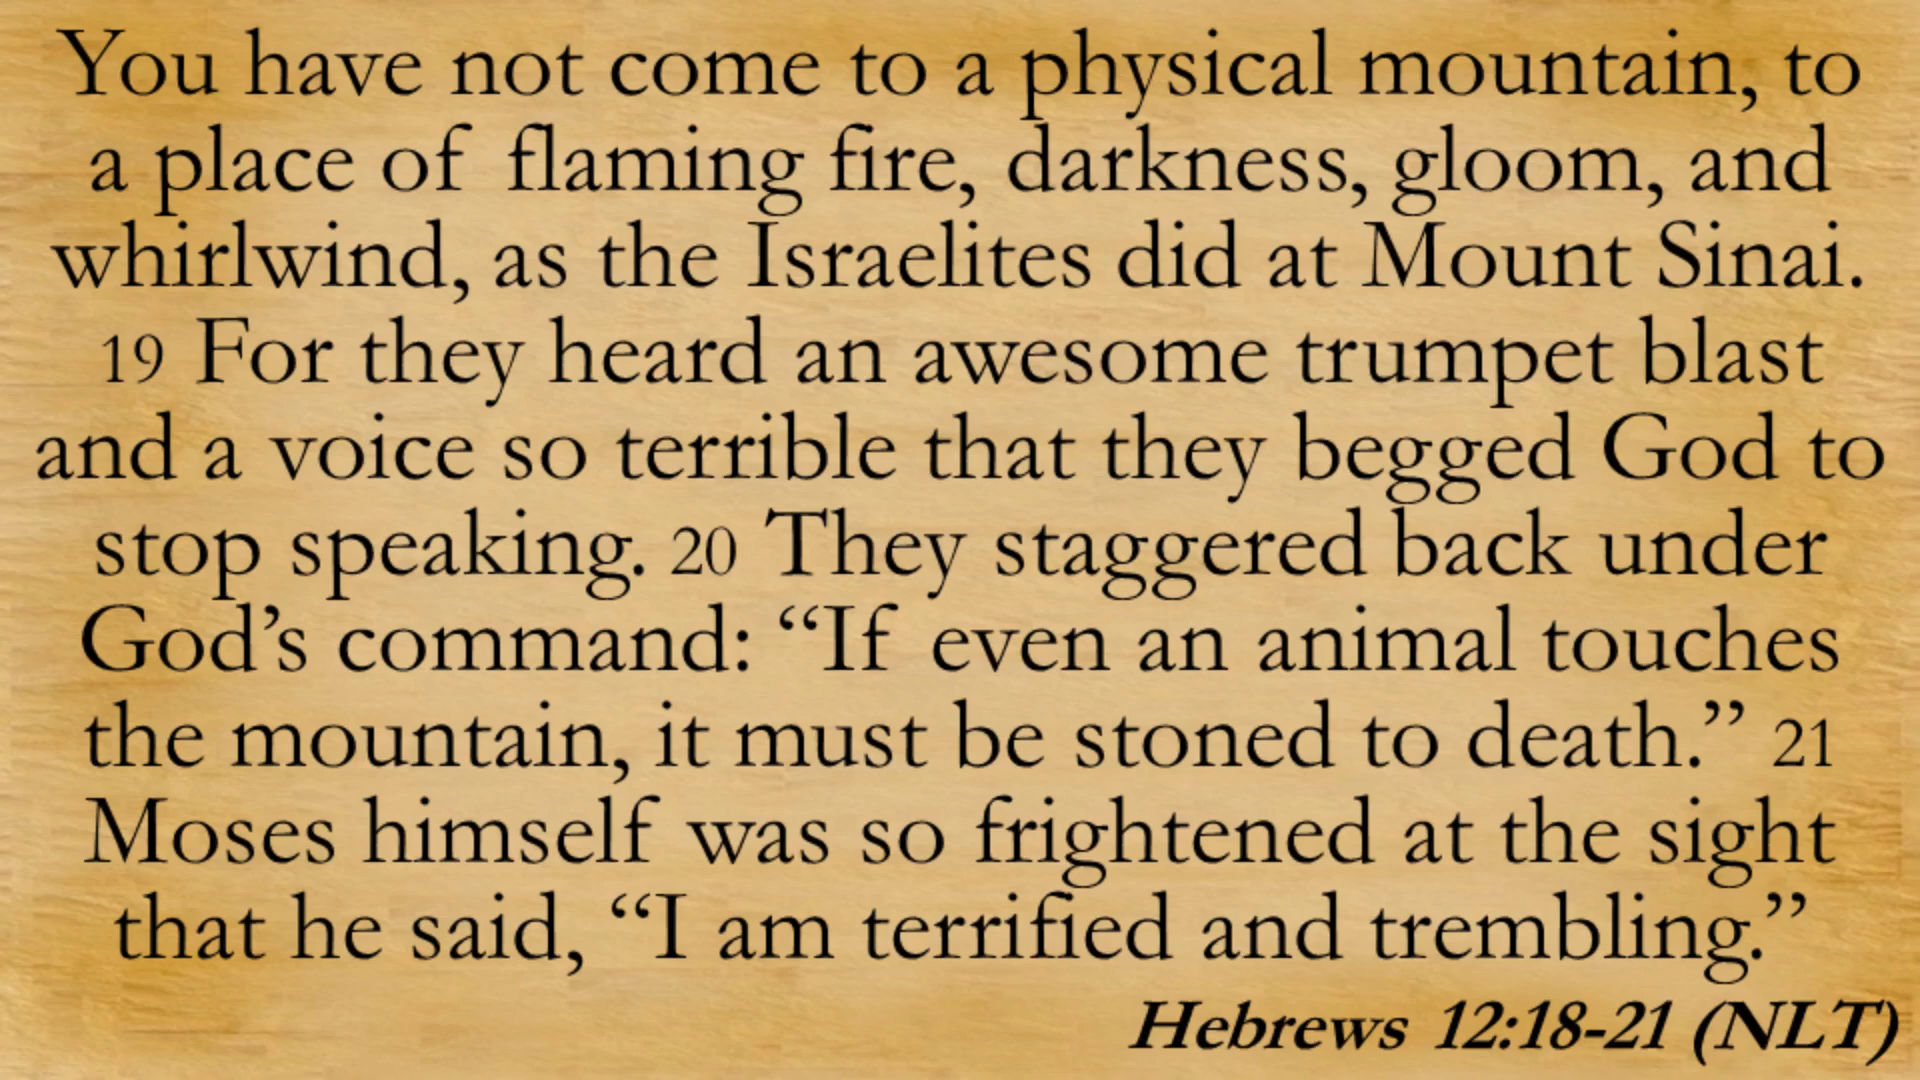 You have not come to a physical mountain, to
a place of flaming fire, darkness, gloom, and
whirlwind, as the Israelites did at Mount Sinai.
19 For they heard an awesome trumpet blast
and a voice so terrible that they begged God to
stop speaking. 20 They staggered back under
God’s command: “If even an animal touches
the mountain, it must be stoned to death.” 21
Moses himself was so frightened at the sight
that he said, “I am terrified and trembling.”
Hebrews 12:18-21 (NLT)